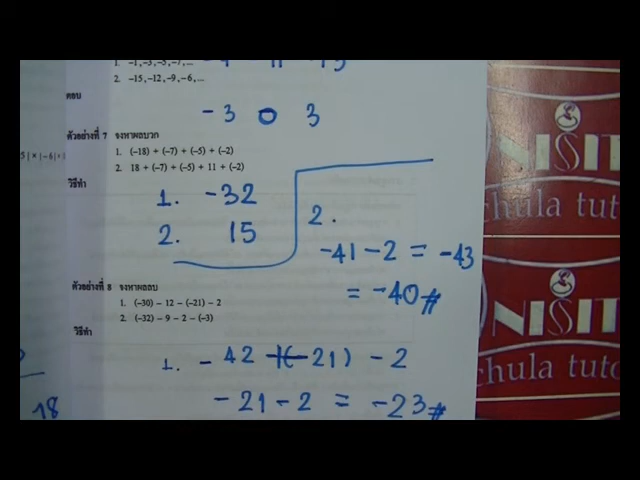 1. -1,-3,-5,-7,...
2. -15,-12,-9,-6,...
ตอบ
-3 0 3
ตัวอย่างที่ 7 จงหาผลบวก
1. (-18) + (-7) + (-5) + (-2)
2. 18 + (-7) + (-5) + 11 + (-2)
วิธีทำ
1. -32
2. 15
2.
-41 - 2 = -43
= -40#
ตัวอย่างที่ 8 จงหาผลลบ
1. (-30) - 12 - (-21) - 2
2. (-32) - 9 - 2 - (-3)
วิธีทำ
1. - 42 +(-21) - 2
- 21 - 2 = -23#
18
NISIT
chula tut
NISIT
chula tuto